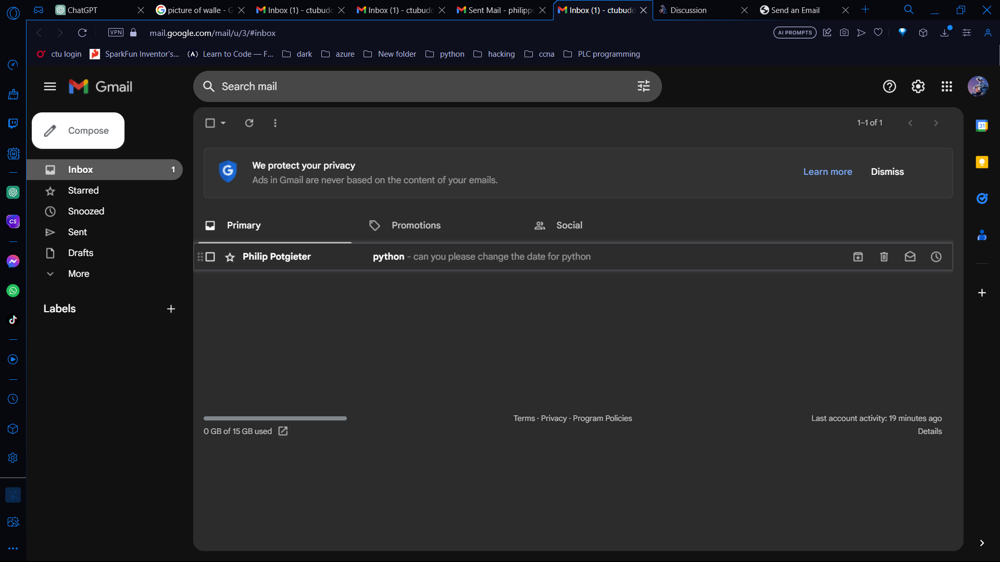 ChatGPT
picture of walle - G
Inbox (1) - ctubudd
Inbox (1) - ctubudd
Sent Mail - philippo
Inbox (1) - ctubudd
Discussion
Send an Email
VPN
mail.google.com/mail/u/3/#inbox
AI PROMPTS
ctu login
SparkFun Inventor's...
Learn to Code — F...
dark
azure
New folder
python
hacking
ccna
PLC programming
Gmail
Search mail
Compose
1–1 of 1
31
We protect your privacy
Ads in Gmail are never based on the content of your emails.
Learn more
Dismiss
Inbox 1
Starred
Snoozed
Sent
Drafts
More
Labels
CS
Primary
Promotions
Social
Philip Potgieter python - can you please change the date for python
0 GB of 15 GB used
Terms · Privacy · Program Policies
Last account activity: 19 minutes ago
Details